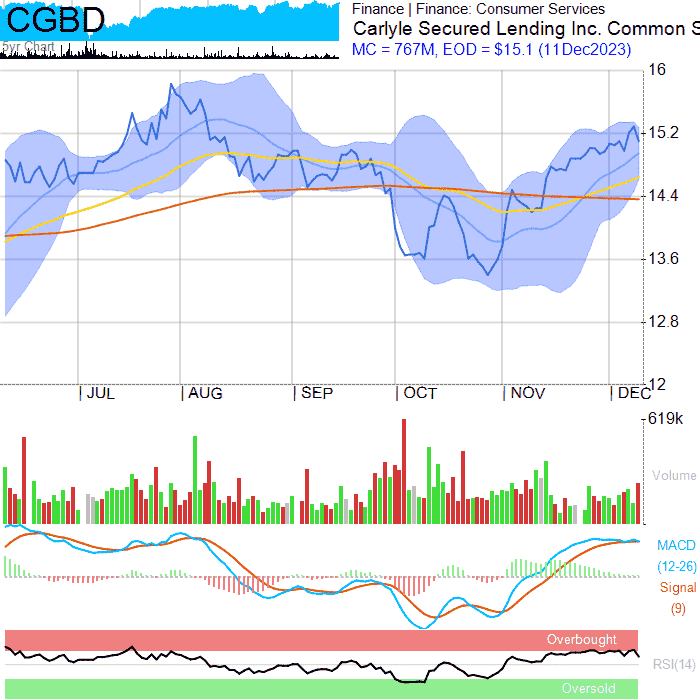 CGBD
5yr Chart
Finance | Finance: Consumer Services
Carlyle Secured Lending Inc. Common S
MC = 767M, EOD = $15.1 (11Dec2023)
16
15.2
14.4
13.6
12.8
12
JUL
AUG
SEP
OCT
NOV
DEC
619k
Volume
MACD
(12-26)
Signal
(9)
Overbought
RSI(14)
Oversold